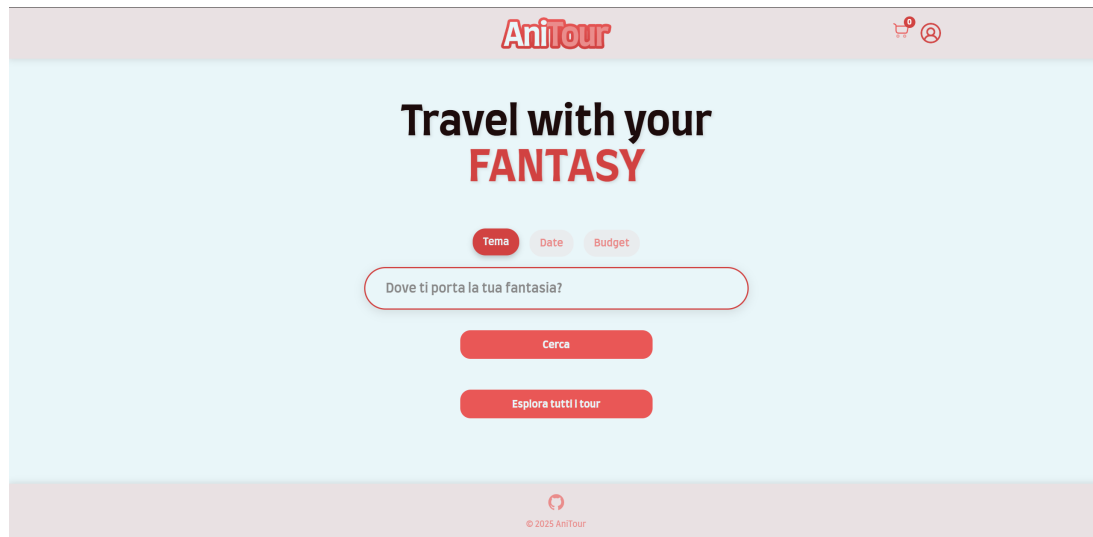 AniTour
0
Travel with your
FANTASY
Tema Date Budget
Dove ti porta la tua fantasia?
Cerca
Esplora tutti i tour
© 2025 AniTour